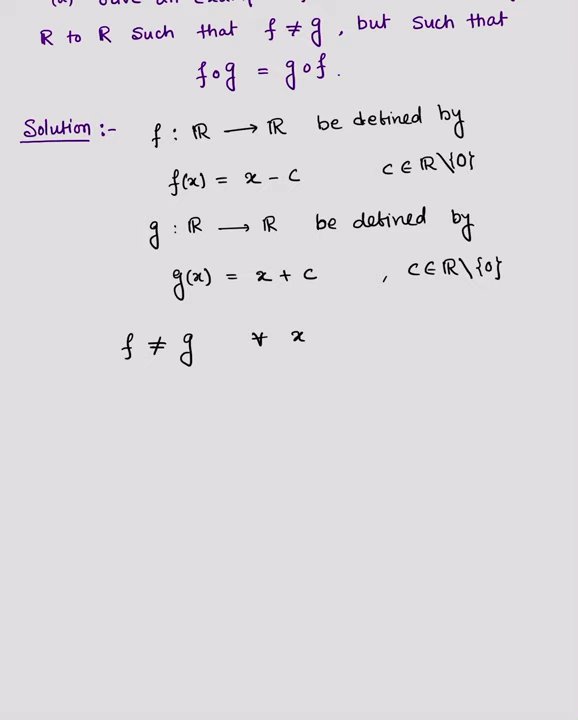 R to R such that f ≠ g, but such that
f∘g = g∘f.
Solution :- f : ℝ ⟶ ℝ be defined by
f(x) = x - c c ∈ ℝ\{0}
g : ℝ ⟶ ℝ be defined by
g(x) = x + c , c ∈ ℝ\{0}
f ≠ g ∀ x